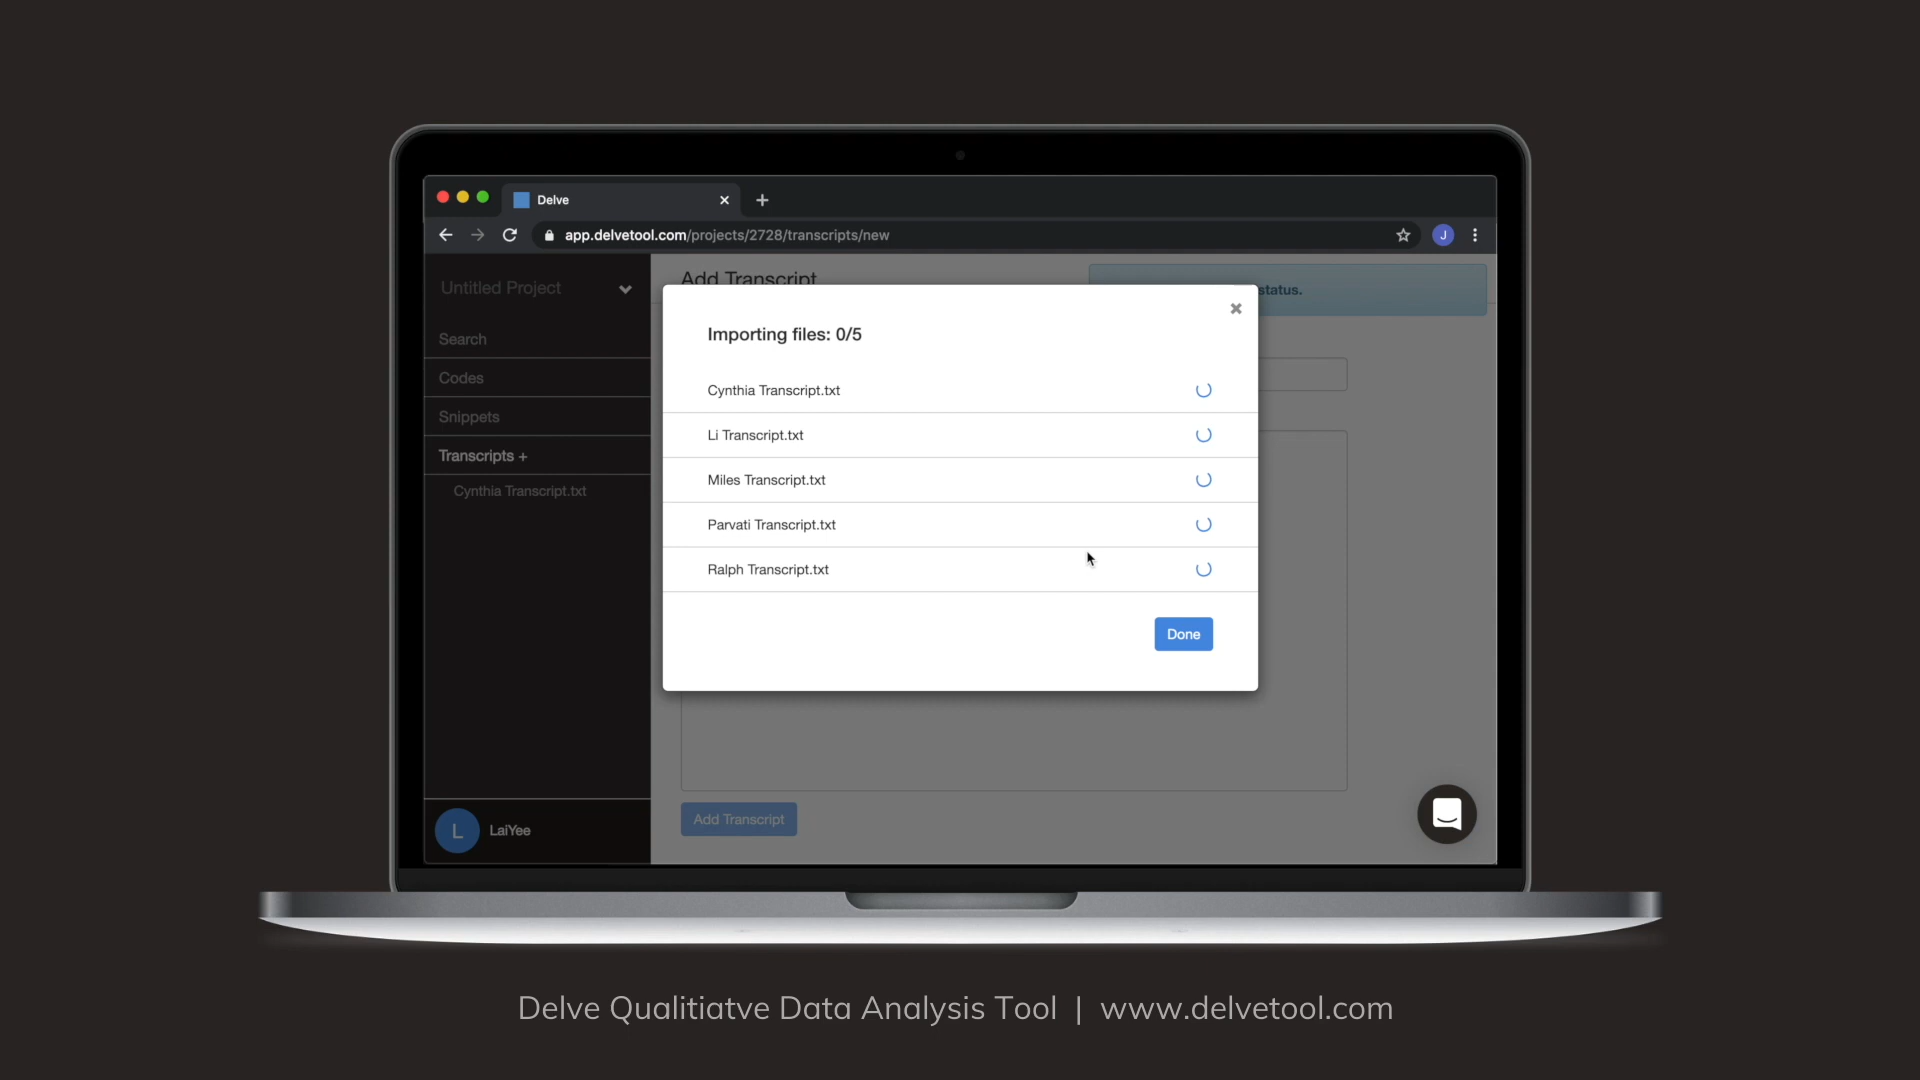 Delve
app.delvetool.com/projects/2728/transcripts/new
J
Untitled Project
Search
Codes
Snippets
Transcripts +
Cynthia Transcript.txt
L LaiYee
Add Transcript
status.
Importing files: 0/5
Cynthia Transcript.txt
Li Transcript.txt
Miles Transcript.txt
Parvati Transcript.txt
Ralph Transcript.txt
Done
Add Transcript
Delve Qualitiatve Data Analysis Tool | www.delvetool.com